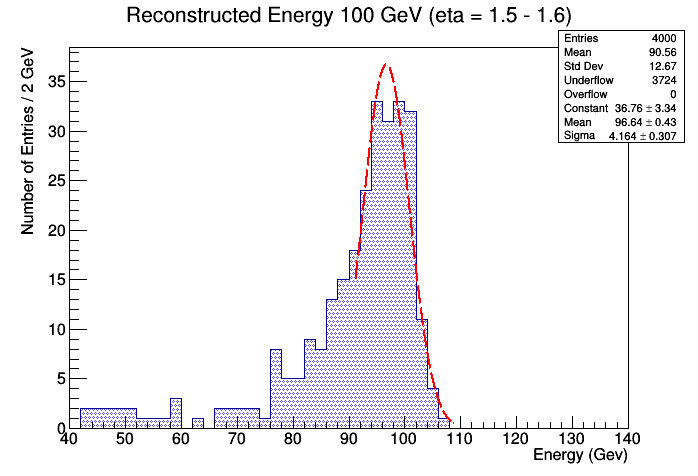 Reconstructed Energy 100 GeV (eta = 1.5 - 1.6)
Entries 4000
Mean 90.56
Std Dev 12.67
Underflow 3724
Overflow 0
Constant 36.76 ± 3.34
Mean 96.64 ± 0.43
Sigma 4.164 ± 0.307
Number of Entries / 2 GeV
35
30
25
20
15
10
5
0
40 50 60 70 80 90 100 110 120 130 140
Energy (Gev)